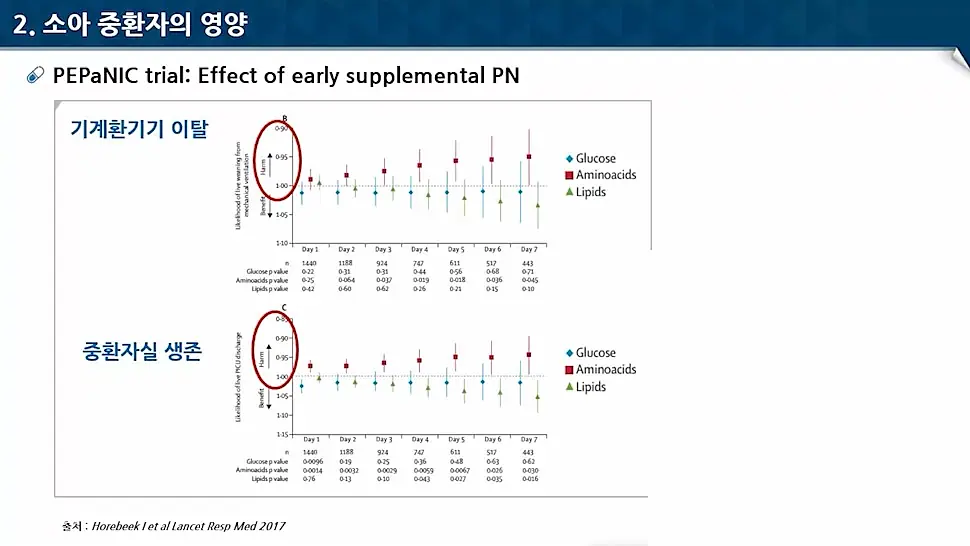 2. 소아 중환자의 영양
PEPaNIC trial: Effect of early supplemental PN
기계환기기 이탈
B
Likelihood of live weaning from
mechanical ventilation
Harm
Benefit
0·90
0·95
1·00
1·05
1·10
Glucose
Aminoacids
Lipids
Day 1 Day 2 Day 3 Day 4 Day 5 Day 6 Day 7
n 1440 1188 924 747 611 517 443
Glucose p value 0·22 0·31 0·31 0·44 0·56 0·68 0·71
Aminoacids p value 0·25 0·064 0·037 0·019 0·018 0·036 0·045
Lipids p value 0·42 0·60 0·62 0·26 0·21 0·15 0·10
중환자실 생존
C
Likelihood of live PICU discharge
Harm
Benefit
0·85
0·90
0·95
1·00
1·05
1·10
1·15
Glucose
Aminoacids
Lipids
Day 1 Day 2 Day 3 Day 4 Day 5 Day 6 Day 7
n 1440 1188 924 747 611 517 443
Glucose p value 0·0096 0·19 0·25 0·36 0·48 0·63 0·62
Aminoacids p value 0·0014 0·0032 0·0029 0·0059 0·0067 0·026 0·030
Lipids p value 0·76 0·13 0·10 0·043 0·027 0·035 0·016
출처 : Horebeek I et al Lancet Resp Med 2017